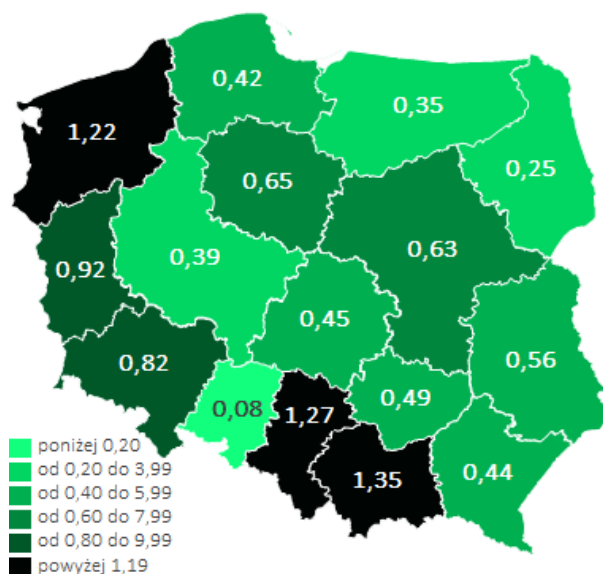 0,42
0,35
1,22
0,25
0,65
0,63
0,39
0,92
0,45
0,56
0,82
0,49
0,08
1,27
0,44
1,35
poniżej 0,20
od 0,20 do 3,99
od 0,40 do 5,99
od 0,60 do 7,99
od 0,80 do 9,99
powyżej 1,19